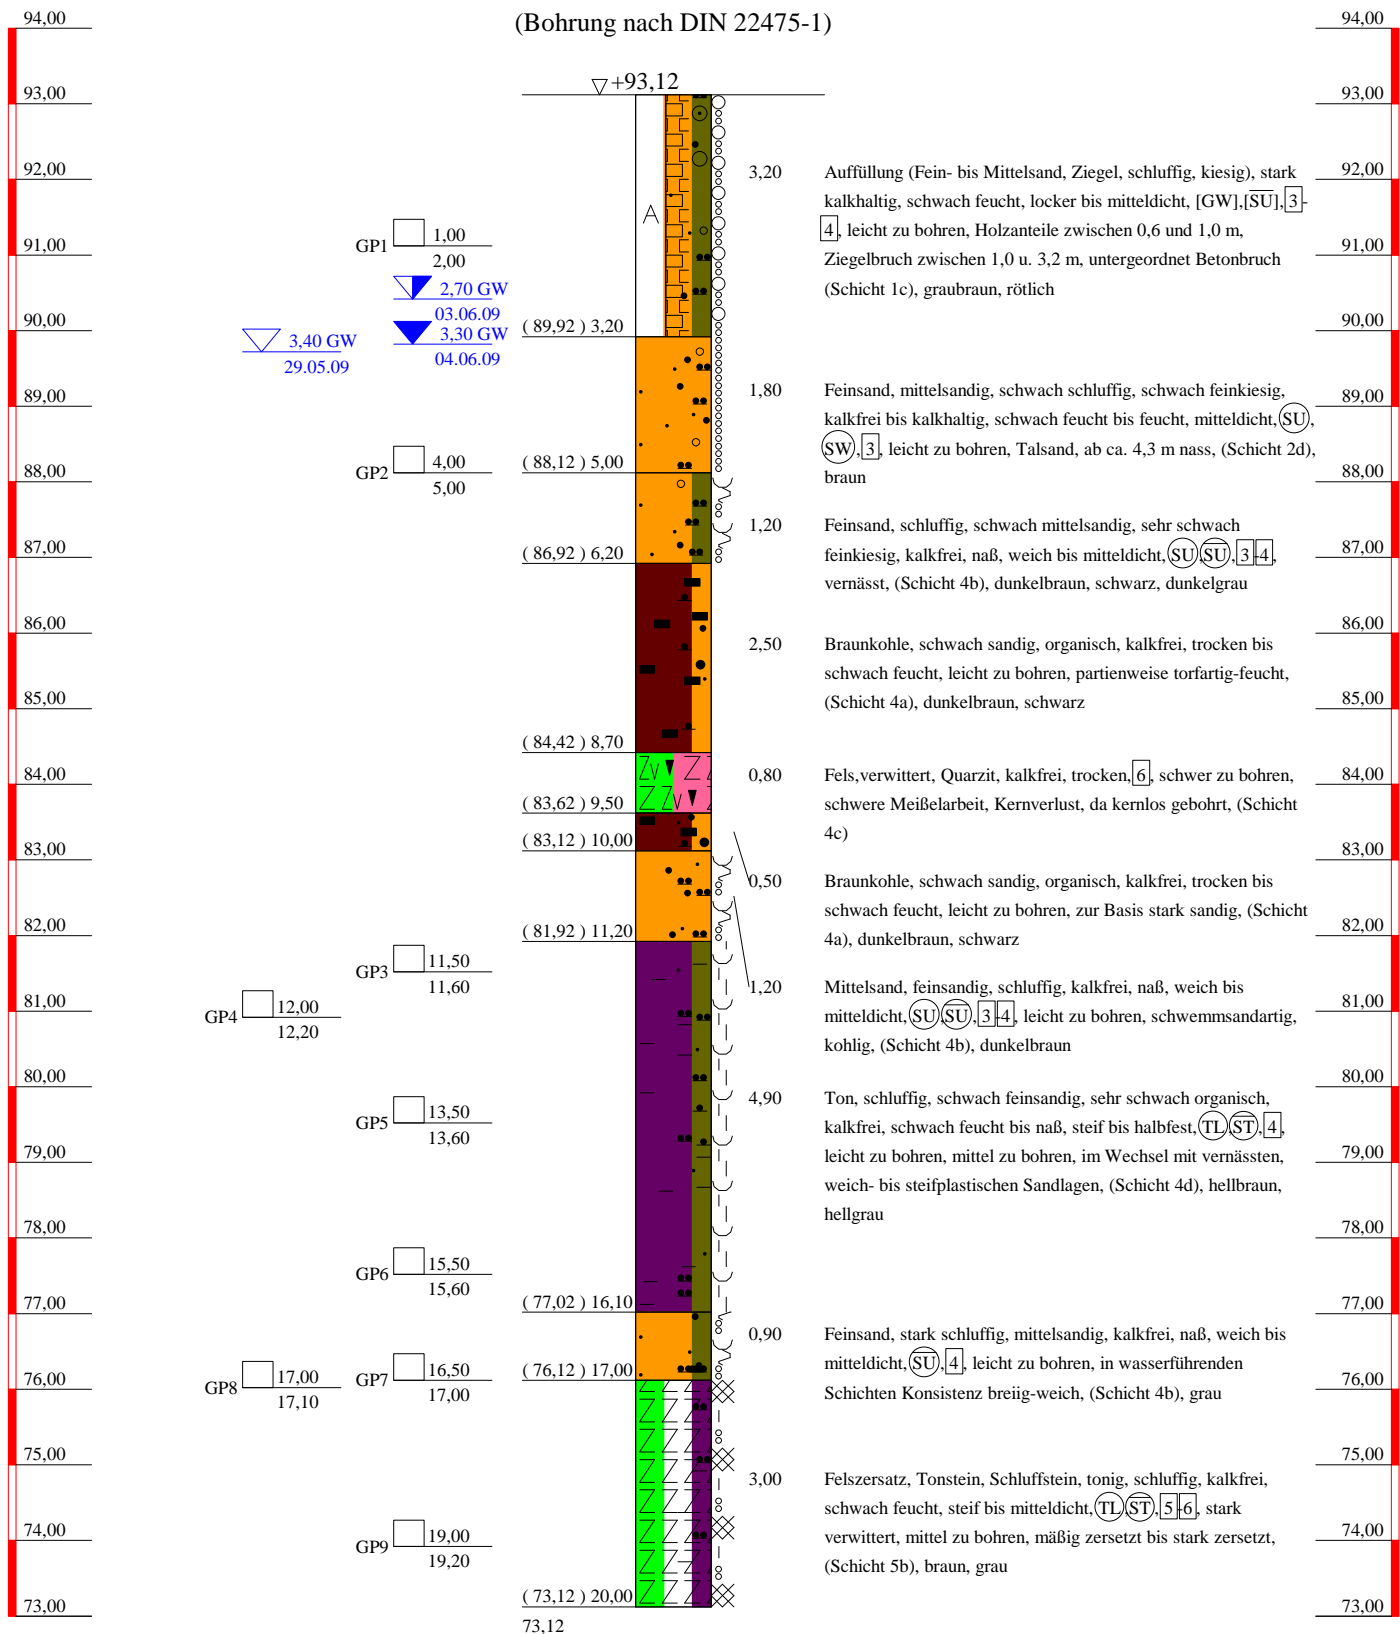 (Bohrung nach DIN 22475-1)
94,00
94,00
+93,12
93,00
93,00
3,20
Auffüllung (Fein- bis Mittelsand, Ziegel, schluffig, kiesig), stark
kalkhaltig, schwach feucht, locker bis mitteldicht, [GW],[S̅U̅],3-
4, leicht zu bohren, Holzanteile zwischen 0,6 und 1,0 m,
Ziegelbruch zwischen 1,0 u. 3,2 m, untergeordnet Betonbruch
(Schicht 1c), graubraun, rötlich
92,00
92,00
A
GP1
1,00
2,00
91,00
91,00
2,70 GW
03.06.09
3,30 GW
04.06.09
3,40 GW
29.05.09
90,00
90,00
( 89,92 ) 3,20
1,80
Feinsand, mittelsandig, schwach schluffig, schwach feinkiesig,
kalkfrei bis kalkhaltig, schwach feucht bis feucht, mitteldicht, SU,
SW, 3, leicht zu bohren, Talsand, ab ca. 4,3 m nass, (Schicht 2d),
braun
89,00
89,00
GP2
4,00
5,00
( 88,12 ) 5,00
88,00
88,00
1,20
Feinsand, schluffig, schwach mittelsandig, sehr schwach
feinkiesig, kalkfrei, naß, weich bis mitteldicht, SU, S̅U̅, 3-4,
vernässt, (Schicht 4b), dunkelbraun, schwarz, dunkelgrau
( 86,92 ) 6,20
87,00
87,00
86,00
86,00
2,50
Braunkohle, schwach sandig, organisch, kalkfrei, trocken bis
schwach feucht, leicht zu bohren, partienweise torfartig-feucht,
(Schicht 4a), dunkelbraun, schwarz
85,00
85,00
( 84,42 ) 8,70
0,80
Fels,verwittert, Quarzit, kalkfrei, trocken, 6, schwer zu bohren,
schwere Meißelarbeit, Kernverlust, da kernlos gebohrt, (Schicht
4c)
84,00
84,00
( 83,62 ) 9,50
( 83,12 ) 10,00
83,00
83,00
0,50
Braunkohle, schwach sandig, organisch, kalkfrei, trocken bis
schwach feucht, leicht zu bohren, zur Basis stark sandig, (Schicht
4a), dunkelbraun, schwarz
82,00
82,00
( 81,92 ) 11,20
GP3
11,50
11,60
1,20
Mittelsand, feinsandig, schluffig, kalkfrei, naß, weich bis
mitteldicht, SU, S̅U̅, 3-4, leicht zu bohren, schwemmsandartig,
kohlig, (Schicht 4b), dunkelbraun
GP4
12,00
12,20
81,00
81,00
80,00
80,00
4,90
Ton, schluffig, schwach feinsandig, sehr schwach organisch,
kalkfrei, schwach feucht bis naß, steif bis halbfest, TL, S̅T̅, 4,
leicht zu bohren, mittel zu bohren, im Wechsel mit vernässten,
weich- bis steifplastischen Sandlagen, (Schicht 4d), hellbraun,
hellgrau
GP5
13,50
13,60
79,00
79,00
78,00
78,00
GP6
15,50
15,60
( 77,02 ) 16,10
77,00
77,00
0,90
Feinsand, stark schluffig, mittelsandig, kalkfrei, naß, weich bis
mitteldicht, S̅U̅, 4, leicht zu bohren, in wasserführenden
Schichten Konsistenz breiig-weich, (Schicht 4b), grau
GP8
17,00
17,10
GP7
16,50
17,00
( 76,12 ) 17,00
76,00
76,00
75,00
75,00
3,00
Felszersatz, Tonstein, Schluffstein, tonig, schluffig, kalkfrei,
schwach feucht, steif bis mitteldicht, TL, S̅T̅, 5-6, stark
verwittert, mittel zu bohren, mäßig zersetzt bis stark zersetzt,
(Schicht 5b), braun, grau
74,00
74,00
GP9
19,00
19,20
( 73,12 ) 20,00
73,00
73,00
73,12